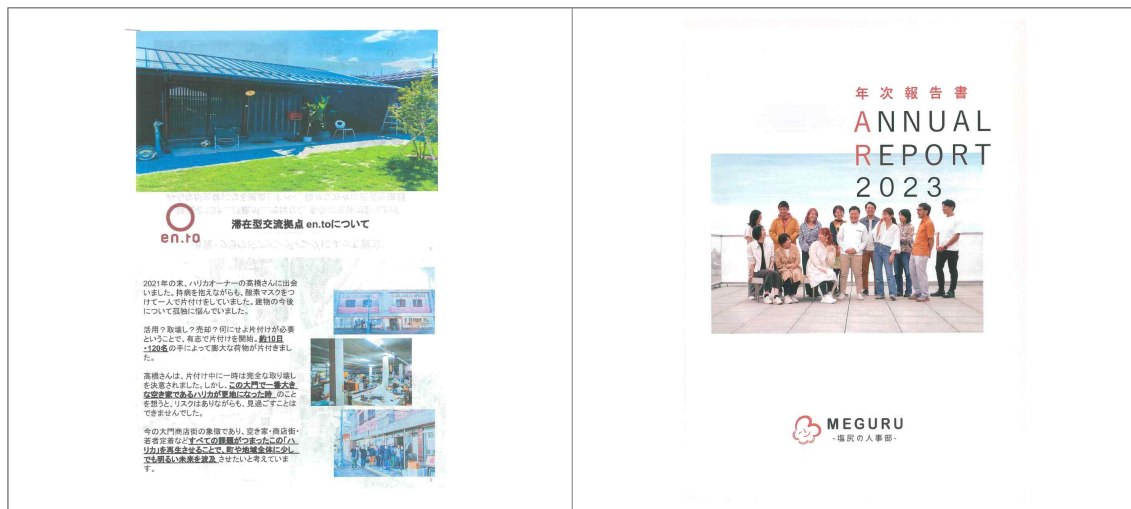 en.to
滞在型交流拠点 en.toについて
2021年の末、ハリカオーナーの高橋さんに出会
いました。持病を抱えながらも、酸素マスクをつ
けて一人で片付けをしていました。建物の今後
について孤独に悩んでいました。
活用？取壊し？売却？何にせよ片付けが必要
ということで、有志で片付けを開始。約10日
・120名の手によって膨大な荷物が片付きまし
た。
高橋さんは、片付け中に一時は完全な取り壊し
を決意されました。しかし、この大門で一番大き
な空き家であるハリカが更地になった時 のこと
を想うと、リスクはありながらも、見過ごすことは
できませんでした。
今の大門商店街の象徴であり、空き家・商店街・
若者定着などすべての課題がつまったこの「ハ
リカ」を再生させることで、町や地域全体に少し
でも明るい未来を波及 させたいと考えていま
す。
年次報告書
ANNUAL
REPORT
2023
MEGURU
-塩尻の人事部-